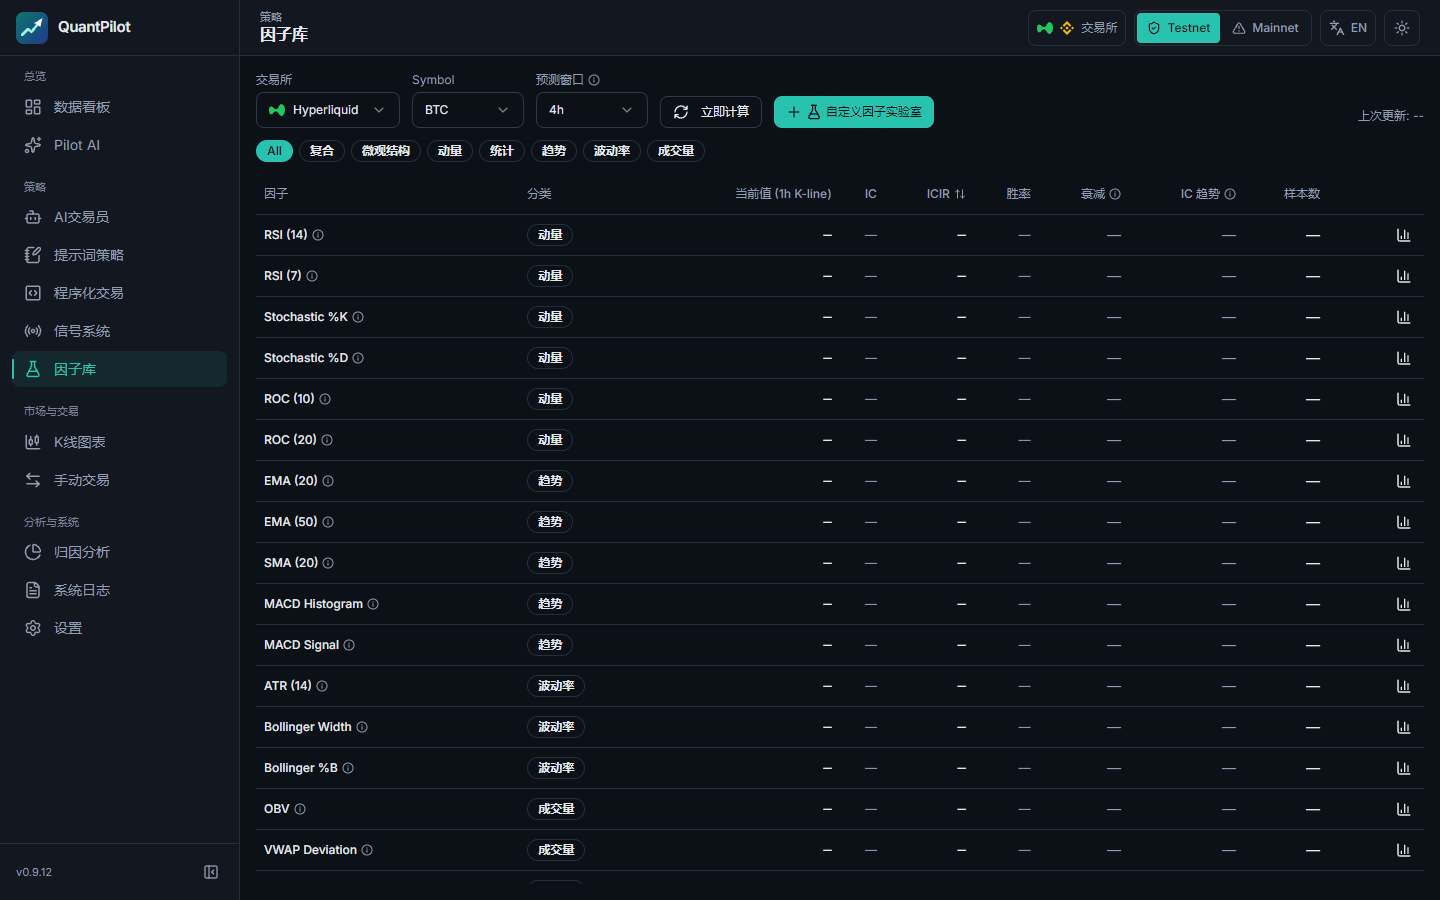 QuantPilot
总览
数据看板
Pilot AI
策略
AI交易员
提示词策略
程序化交易
信号系统
因子库
市场与交易
K线图表
手动交易
分析与系统
归因分析
系统日志
设置
v0.9.12
策略
因子库
交易所 Testnet Mainnet EN
交易所 Symbol 预测窗口
Hyperliquid BTC 4h 立即计算 自定义因子实验室
上次更新: --
All 复合 微观结构 动量 统计 趋势 波动率 成交量
因子 分类 当前值 (1h K-line) IC ICIR 胜率 衰减 IC 趋势 样本数
RSI (14) 动量 — — — — — — —
RSI (7) 动量 — — — — — — —
Stochastic %K 动量 — — — — — — —
Stochastic %D 动量 — — — — — — —
ROC (10) 动量 — — — — — — —
ROC (20) 动量 — — — — — — —
EMA (20) 趋势 — — — — — — —
EMA (50) 趋势 — — — — — — —
SMA (20) 趋势 — — — — — — —
MACD Histogram 趋势 — — — — — — —
MACD Signal 趋势 — — — — — — —
ATR (14) 波动率 — — — — — — —
Bollinger Width 波动率 — — — — — — —
Bollinger %B 波动率 — — — — — — —
OBV 成交量 — — — — — — —
VWAP Deviation 成交量 — — — — — — —